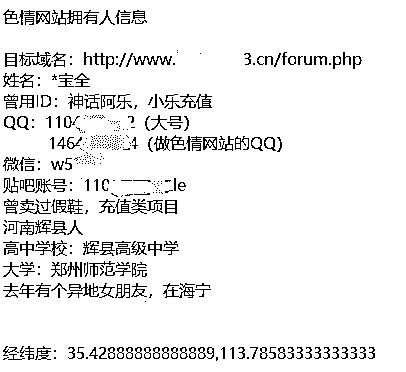 色情网站拥有人信息
目标域名：http://www. 3.cn/forum.php
姓名：*宝全
曾用ID：神话阿乐，小乐充值
QQ：110 2（大号）
146 4（做色情网站的QQ）
微信：w5
贴吧账号：110 le
曾卖过假鞋，充值类项目
河南辉县人
高中学校：辉县高级中学
大学：郑州师范学院
去年有个异地女朋友，在海宁
经纬度：35.42888888888889,113.78583333333333